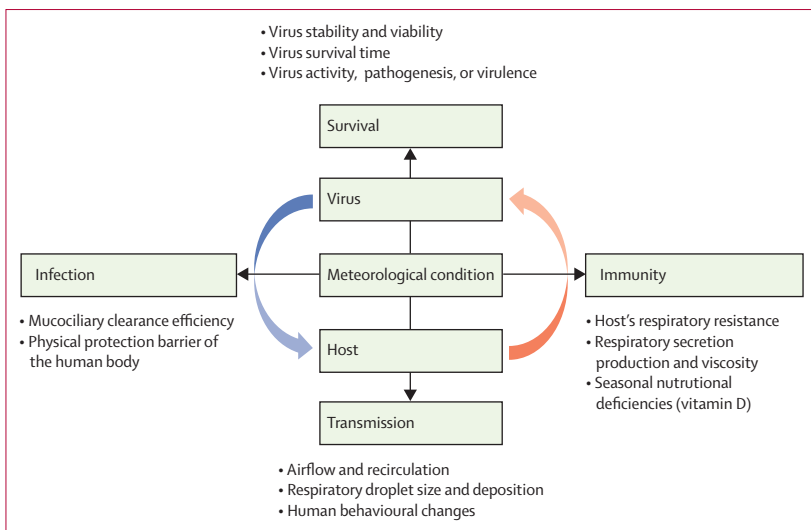 • Virus stability and viability
• Virus survival time
• Virus activity, pathogenesis, or virulence
Survival
Virus
Infection
Meteorological condition
Immunity
• Mucociliary clearance efficiency
• Physical protection barrier of
the human body
Host
• Host's respiratory resistance
• Respiratory secretion
production and viscosity
• Seasonal nutrutional
deficiencies (vitamin D)
Transmission
• Airflow and recirculation
• Respiratory droplet size and deposition
• Human behavioural changes